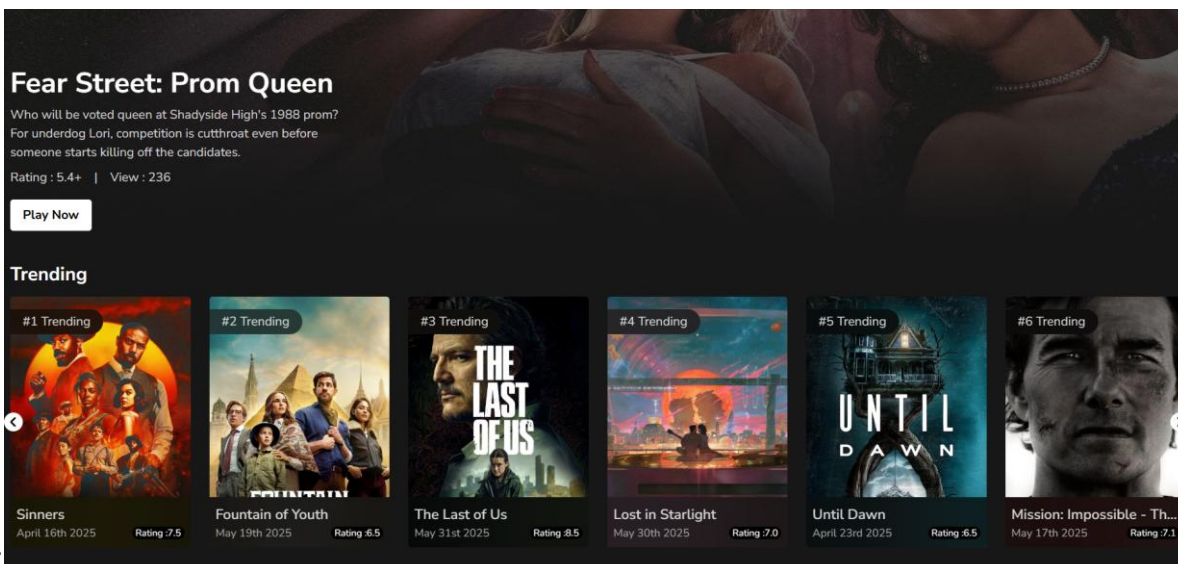 Fear Street: Prom Queen
Who will be voted queen at Shadyside High's 1988 prom?
For underdog Lori, competition is cutthroat even before
someone starts killing off the candidates.
Rating : 5.4+ | View : 236
Play Now
Trending
#1 Trending
#2 Trending
#3 Trending
#4 Trending
#5 Trending
#6 Trending
THE
LAST
OF US
UNTIL
DAWN
FOUNTAIN
Sinners
April 16th 2025
Rating :7.5
Fountain of Youth
May 19th 2025
Rating :6.5
The Last of Us
May 31st 2025
Rating :8.5
Lost in Starlight
May 30th 2025
Rating :7.0
Until Dawn
April 23rd 2025
Rating :6.5
Mission: Impossible - Th...
May 17th 2025
Rating :7.1